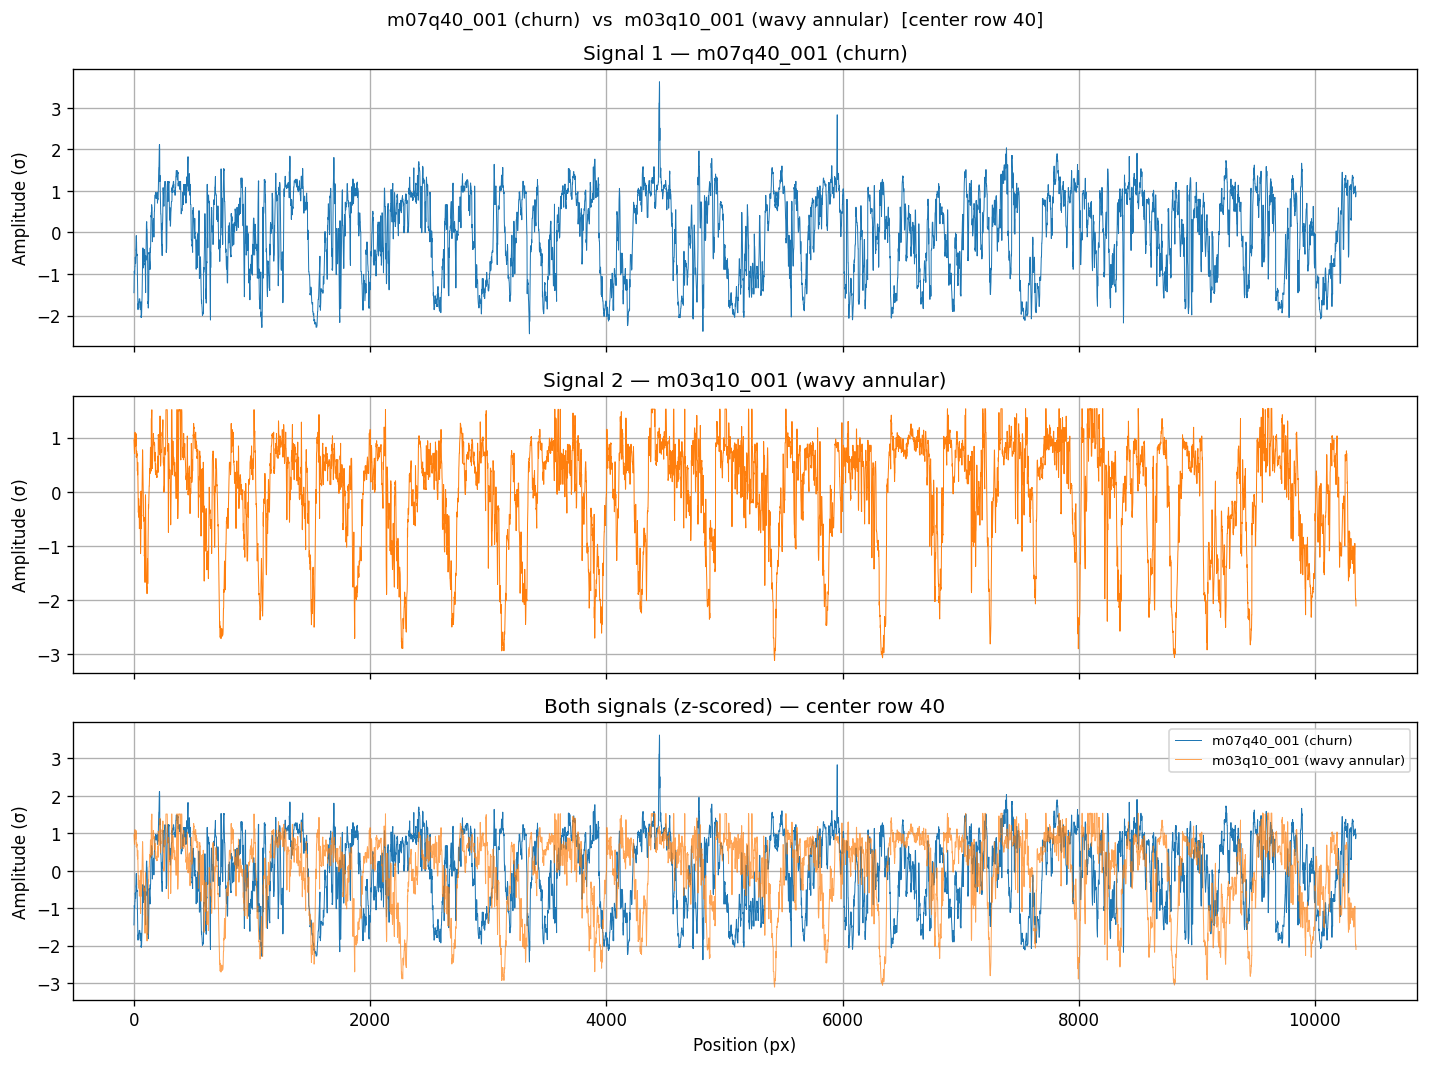 m07q40_001 (churn)  vs  m03q10_001 (wavy annular)  [center row 40]
Signal 1 — m07q40_001 (churn)
Amplitude (σ)
3
2
1
0
−1
−2
Signal 2 — m03q10_001 (wavy annular)
Amplitude (σ)
1
0
−1
−2
−3
Both signals (z-scored) — center row 40
Amplitude (σ)
3
2
1
0
−1
−2
−3
m07q40_001 (churn)
m03q10_001 (wavy annular)
0 2000 4000 6000 8000 10000
Position (px)